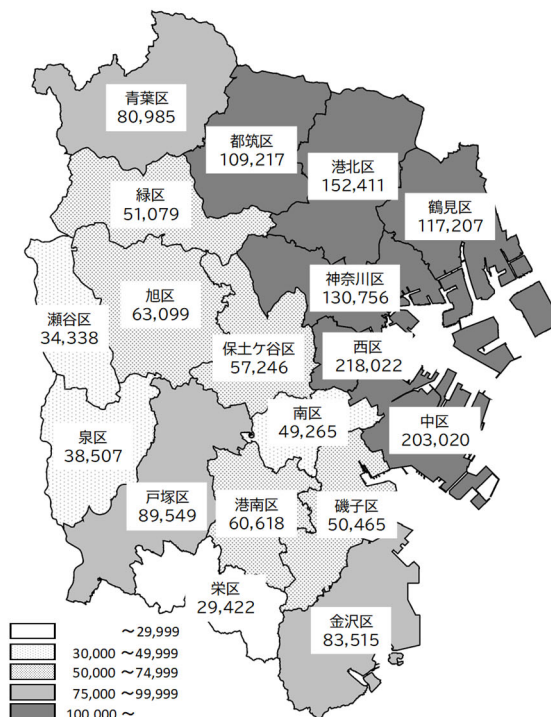 青葉区
80,985
都筑区
109,217
港北区
152,411
鶴見区
117,207
緑区
51,079
神奈川区
130,756
旭区
63,099
瀬谷区
34,338
保土ケ谷区
57,246
西区
218,022
南区
49,265
中区
203,020
泉区
38,507
戸塚区
89,549
港南区
60,618
磯子区
50,465
栄区
29,422
金沢区
83,515
～29,999
30,000 ～49,999
50,000 ～74,999
75,000 ～99,999
100,000 ～